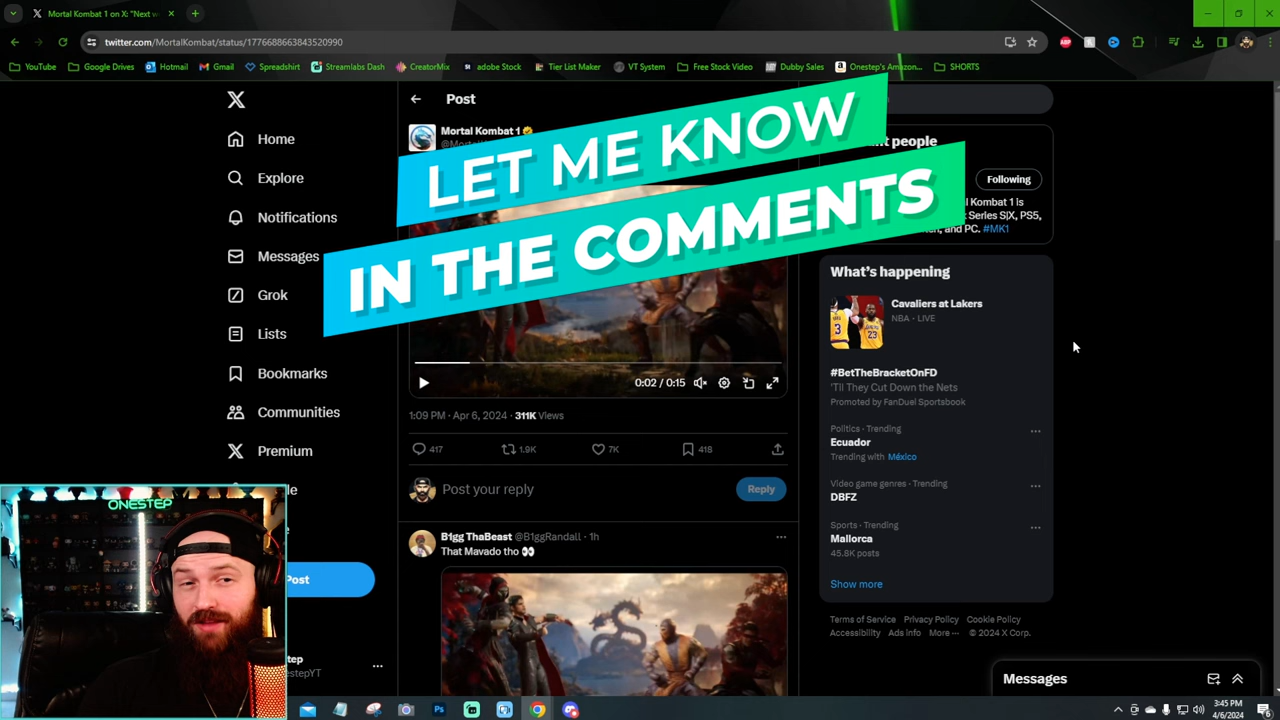 Mortal Kombat 1 on X: "Next w
twitter.com/MortalKombat/status/1776688663843520990
YouTube
Google Drives
Hotmail
Gmail
Spreadshirt
Streamlabs Dash
CreatorMix
adobe Stock
Tier List Maker
VT System
Free Stock Video
Dubby Sales
Onestep's Amazon...
SHORTS
Home
Explore
Notifications
Messages
Grok
Lists
Bookmarks
Communities
Premium
Post
Post
Mortal Kombat 1
LET ME KNOW
IN THE COMMENTS
0:02 / 0:15
1:09 PM · Apr 6, 2024 · 311K Views
417
1.9K
7K
418
Post your reply
Reply
B1gg ThaBeast @B1ggRandall · 1h
That Mavado tho 👀
people
Following
rtal Kombat 1 is
Series S|X, PS5,
and PC. #MK1
What's happening
Cavaliers at Lakers
NBA · LIVE
#BetTheBracketOnFD
'Till They Cut Down the Nets
Promoted by FanDuel Sportsbook
Politics · Trending
Ecuador
Trending with México
Video game genres · Trending
DBFZ
Sports · Trending
Mallorca
45.8K posts
Show more
Terms of Service Privacy Policy Cookie Policy
Accessibility Ads info More ··· © 2024 X Corp.
Messages
ONESTEP
tep
stepYT
3:45 PM
4/6/2024